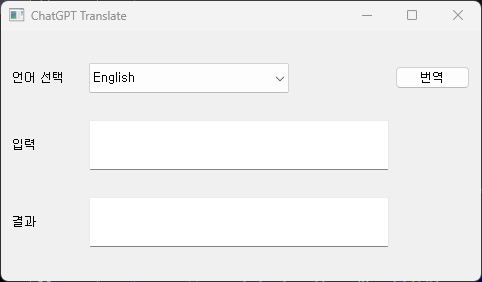 ChatGPT Translate
언어 선택
English
번역
입력
결과